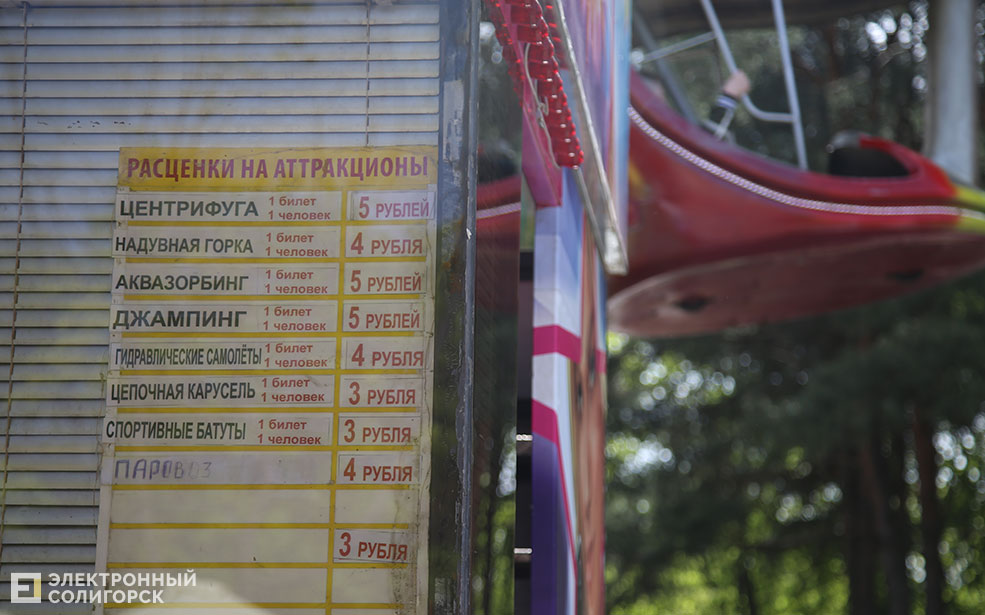 РАСЦЕНКИ НА АТТРАКЦИОНЫ
ЦЕНТРИФУГА 1 билет 1 человек 5 РУБЛЕЙ
НАДУВНАЯ ГОРКА 1 билет 1 человек 4 РУБЛЯ
АКВАЗОРБИНГ 1 билет 1 человек 5 РУБЛЕЙ
ДЖАМПИНГ 1 билет 1 человек 5 РУБЛЕЙ
ГИДРАВЛИЧЕСКИЕ САМОЛЁТЫ 1 билет 1 человек 4 РУБЛЯ
ЦЕПОЧНАЯ КАРУСЕЛЬ 1 билет 1 человек 3 РУБЛЯ
СПОРТИВНЫЕ БАТУТЫ 1 билет 1 человек 3 РУБЛЯ
ПАРОВОЗ 4 РУБЛЯ
3 РУБЛЯ
ЭЛЕКТРОННЫЙ
СОЛИГОРСК